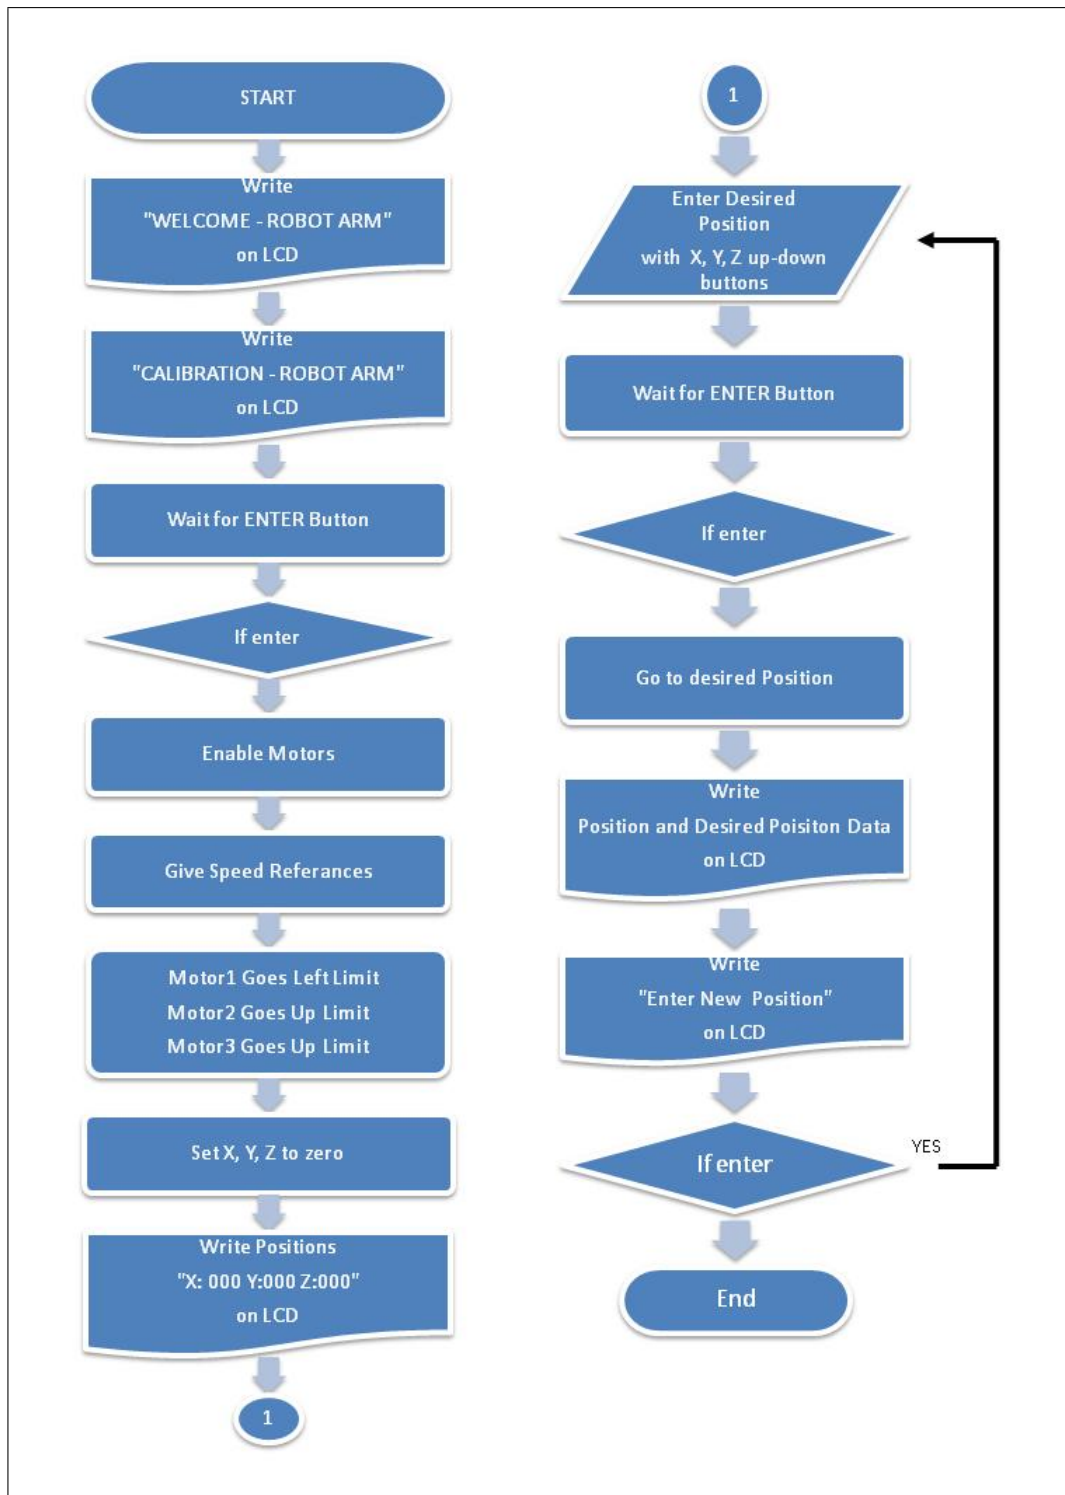 START
Write
"WELCOME - ROBOT ARM"
on LCD
Write
"CALIBRATION - ROBOT ARM"
on LCD
Wait for ENTER Button
If enter
Enable Motors
Give Speed Referances
Motor1 Goes Left Limit
Motor2 Goes Up Limit
Motor3 Goes Up Limit
Set X, Y, Z to zero
Write Positions
"X: 000 Y:000 Z:000"
on LCD
1
1
Enter Desired
Position
with X, Y, Z up-down
buttons
Wait for ENTER Button
If enter
Go to desired Position
Write
Position and Desired Poisiton Data
on LCD
Write
"Enter New Position"
on LCD
If enter
YES
End